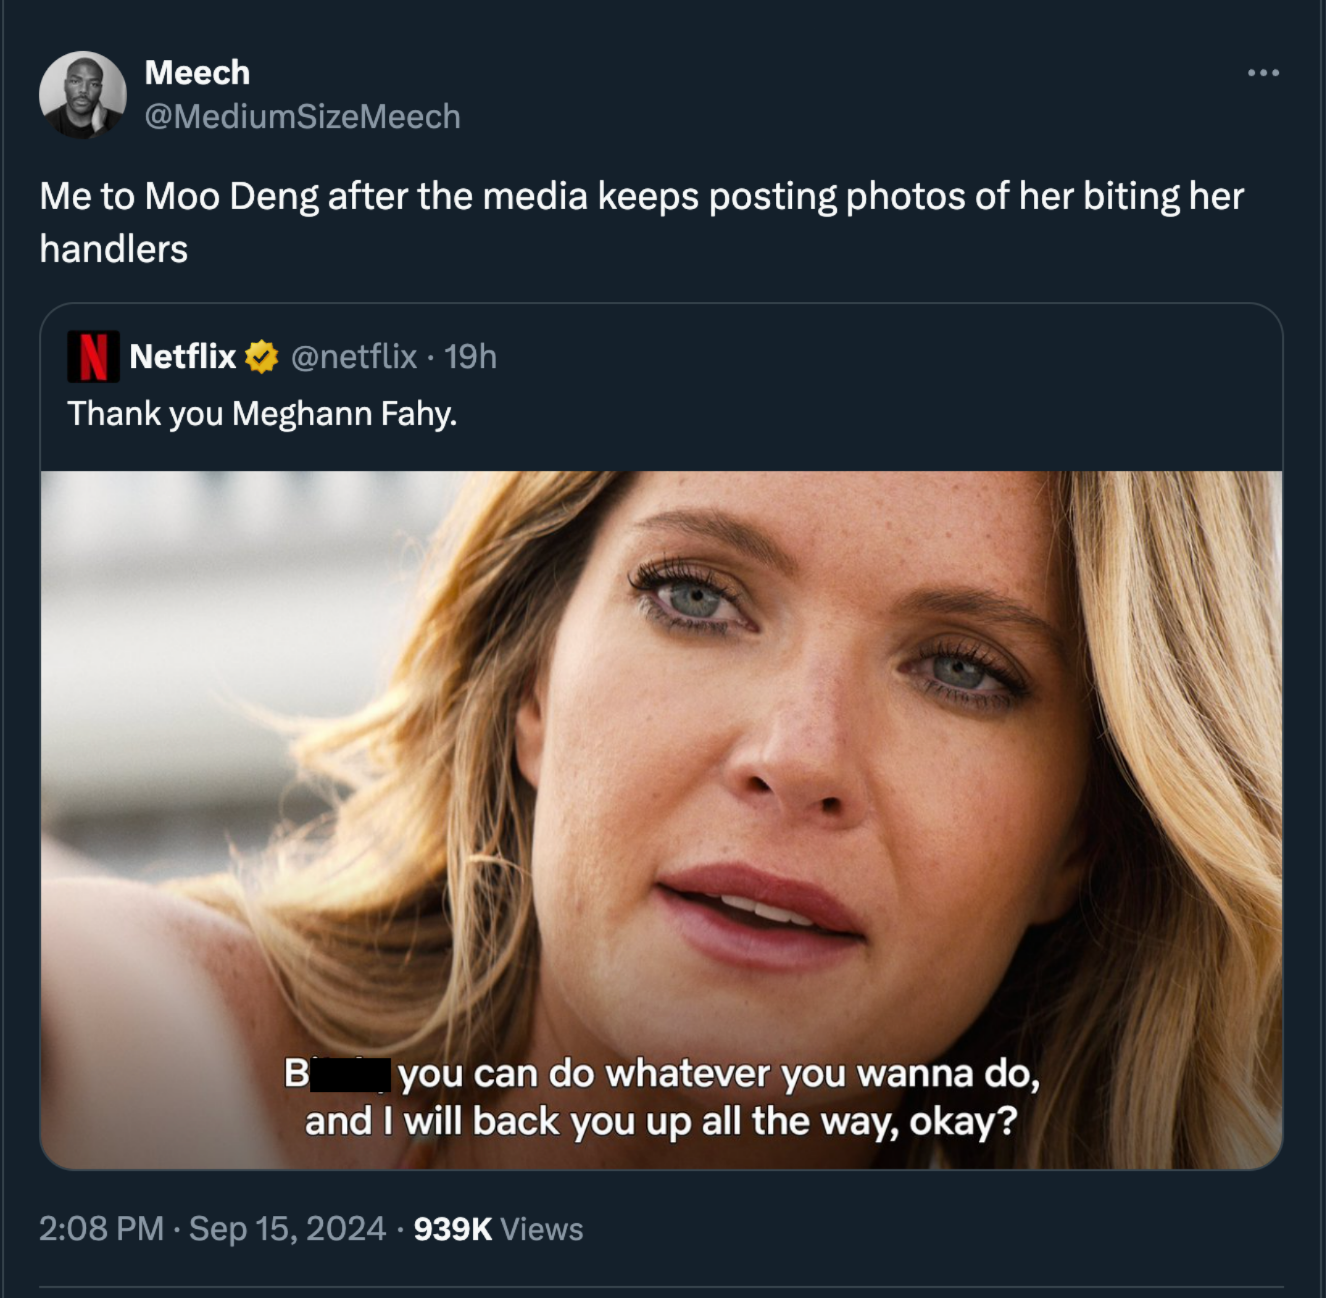 Meech
@MediumSizeMeech
Me to Moo Deng after the media keeps posting photos of her biting her
handlers
N
Netflix @netflix · 19h
Thank you Meghann Fahy.
B you can do whatever you wanna do,
and I will back you up all the way, okay?
2:08 PM · Sep 15, 2024 · 939K Views